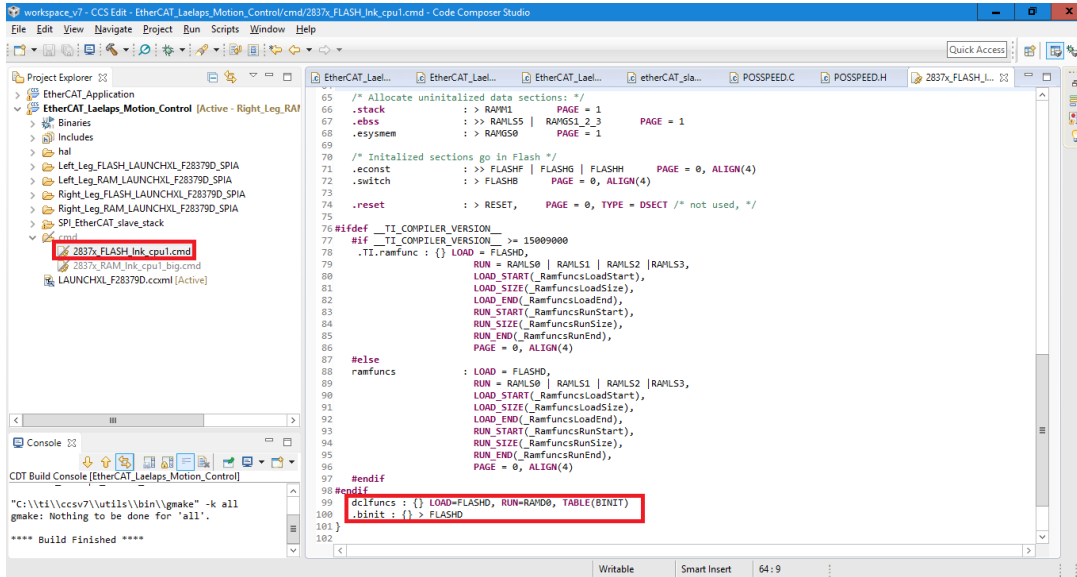 workspace_v7 - CCS Edit - EtherCAT_Laelaps_Motion_Control/cmd/2837x_FLASH_lnk_cpu1.cmd - Code Composer Studio
File Edit View Navigate Project Run Scripts Window Help
Quick Access
Project Explorer
EtherCAT_Application
EtherCAT_Laelaps_Motion_Control [Active - Right_Leg_RAM
Binaries
Includes
hal
Left_Leg_FLASH_LAUNCHXL_F28379D_SPIA
Left_Leg_RAM_LAUNCHXL_F28379D_SPIA
Right_Leg_FLASH_LAUNCHXL_F28379D_SPIA
Right_Leg_RAM_LAUNCHXL_F28379D_SPIA
SPI_EtherCAT_slave_stack
cmd
2837x_FLASH_lnk_cpu1.cmd
2837x_RAM_lnk_cpu1_big.cmd
LAUNCHXL_F28379D.ccxml [Active]
Console
CDT Build Console [EtherCAT_Laelaps_Motion_Control]
"C:\\ti\\ccsv7\\utils\\bin\\gmake" -k all
gmake: Nothing to be done for 'all'.
**** Build Finished ****
EtherCAT_Lael... EtherCAT_Lael... EtherCAT_Lael... etherCAT_sla... POSSPEED.C POSSPEED.H 2837x_FLASH_l...
65 /* Allocate uninitalized data sections: */
66 .stack : > RAMM1 PAGE = 1
67 .ebss : >> RAMLS5 | RAMGS1_2_3 PAGE = 1
68 .esysmem : > RAMGS0 PAGE = 1
69
70 /* Initalized sections go in Flash */
71 .econst : >> FLASHF | FLASHG | FLASHH PAGE = 0, ALIGN(4)
72 .switch : > FLASHB PAGE = 0, ALIGN(4)
73
74 .reset : > RESET, PAGE = 0, TYPE = DSECT /* not used, */
75
76 #ifdef __TI_COMPILER_VERSION__
77 #if __TI_COMPILER_VERSION__ >= 15009000
78 .TI.ramfunc : {} LOAD = FLASHD,
79 RUN = RAMLS0 | RAMLS1 | RAMLS2 |RAMLS3,
80 LOAD_START(_RamfuncsLoadStart),
81 LOAD_SIZE(_RamfuncsLoadSize),
82 LOAD_END(_RamfuncsLoadEnd),
83 RUN_START(_RamfuncsRunStart),
84 RUN_SIZE(_RamfuncsRunSize),
85 RUN_END(_RamfuncsRunEnd),
86 PAGE = 0, ALIGN(4)
87 #else
88 ramfuncs : LOAD = FLASHD,
89 RUN = RAMLS0 | RAMLS1 | RAMLS2 |RAMLS3,
90 LOAD_START(_RamfuncsLoadStart),
91 LOAD_SIZE(_RamfuncsLoadSize),
92 LOAD_END(_RamfuncsLoadEnd),
93 RUN_START(_RamfuncsRunStart),
94 RUN_SIZE(_RamfuncsRunSize),
95 RUN_END(_RamfuncsRunEnd),
96 PAGE = 0, ALIGN(4)
97 #endif
98 #endif
99 dclfuncs : {} LOAD=FLASHD, RUN=RAMD0, TABLE(BINIT)
100 .binit : {} > FLASHD
101 }
102
Writable Smart Insert 64 : 9